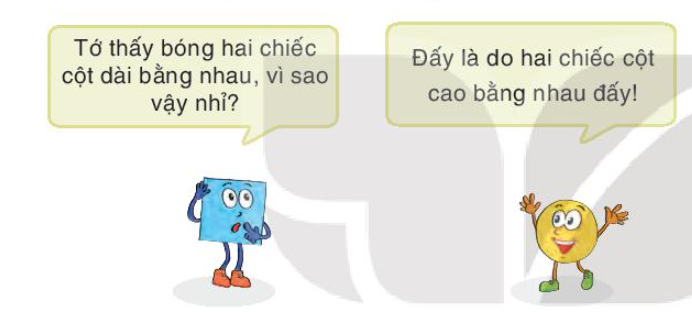 Tớ thấy bóng hai chiếc
cột dài bằng nhau, vì sao
vậy nhỉ?
Đấy là do hai chiếc cột
cao bằng nhau đấy!